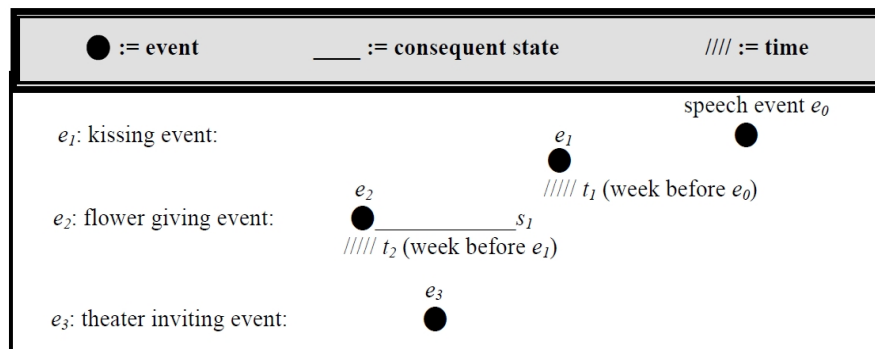 := event ____ := consequent state //// := time
speech event e0
e1: kissing event: e1
///// t1 (week before e0)
e2
e2: flower giving event: s1
///// t2 (week before e1)
e3
e3: theater inviting event: